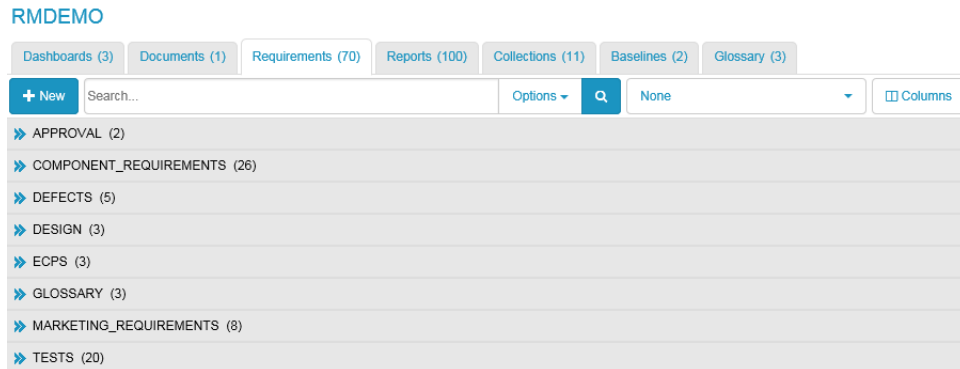 RMDEMO
Dashboards (3) Documents (1) Requirements (70) Reports (100) Collections (11) Baselines (2) Glossary (3)
New Search... Options None Columns
APPROVAL (2)
COMPONENT_REQUIREMENTS (26)
DEFECTS (5)
DESIGN (3)
ECPS (3)
GLOSSARY (3)
MARKETING_REQUIREMENTS (8)
TESTS (20)